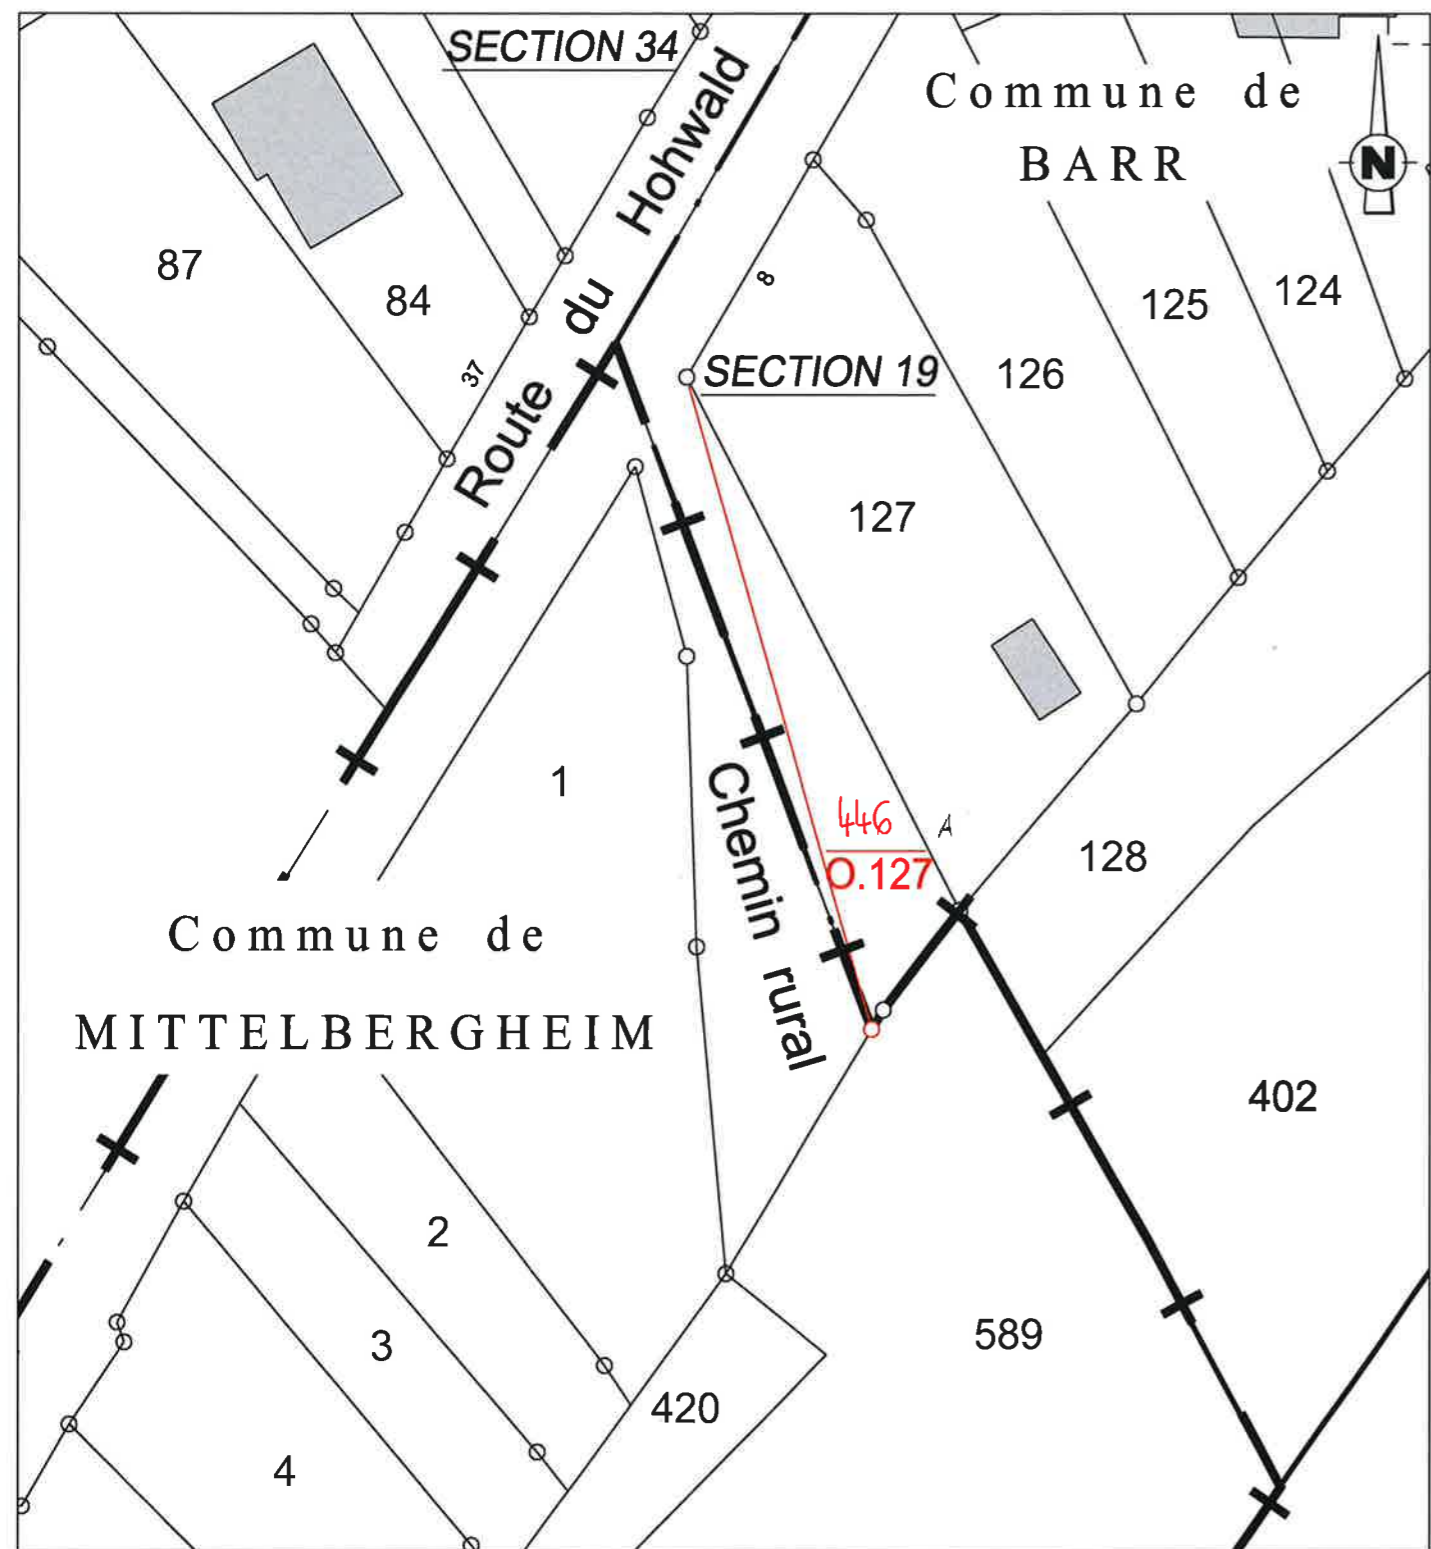 SECTION 34
Commune de
BARR
N
Route du Hohwald
87
84
37
8
SECTION 19
124
125
126
127
1
Chemin rural
446
O.127
A
128
Commune de
MITTELBERGHEIM
402
2
3
589
420
4